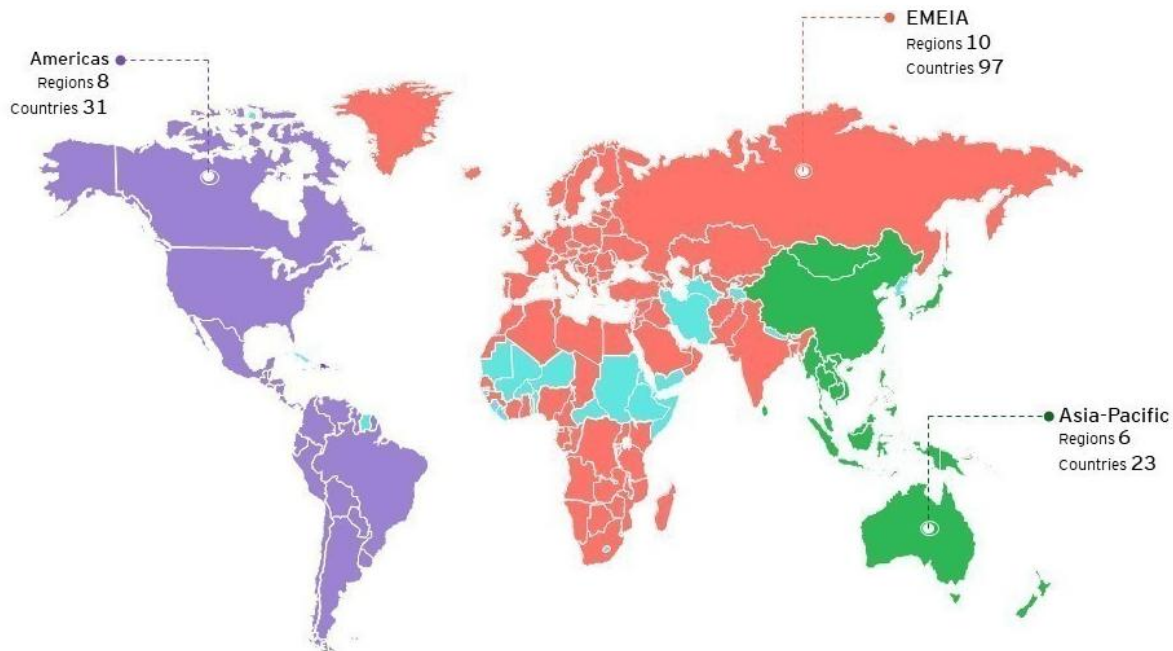 Americas
Regions 8
Countries 31
EMEIA
Regions 10
Countries 97
Asia-Pacific
Regions 6
Countries 23